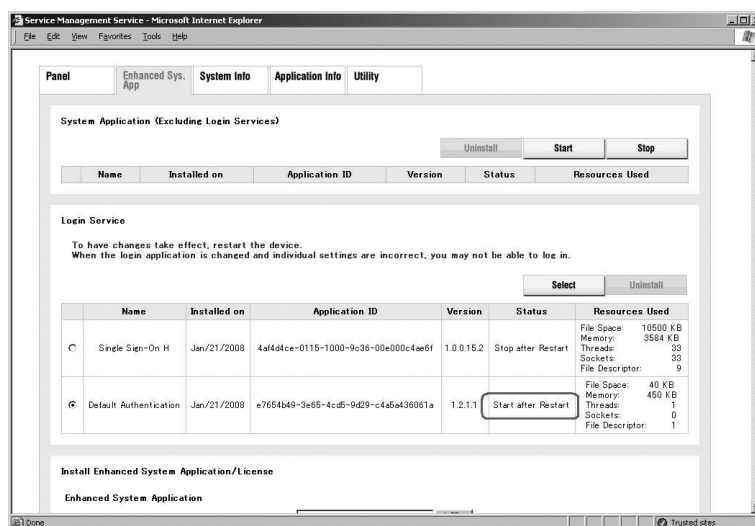 Service Management Service - Microsoft Internet Explorer
File Edit View Favorites Tools Help
Panel Enhanced Sys. App System Info Application Info Utility
System Application (Excluding Login Services)
Uninstall Start Stop
Name Installed on Application ID Version Status Resources Used
Login Service
To have changes take effect, restart the device.
When the login application is changed and individual settings are incorrect, you may not be able to log in.
Select Uninstall
Name Installed on Application ID Version Status Resources Used
Single Sign-On H Jan/21/2008 4af4d4ce-0115-1000-9c36-00e000c4ae6f 1.0.0.15.2 Stop after Restart
File Space: 10500 KB
Memory: 3584 KB
Threads: 33
Sockets: 33
File Descriptor: 9
Default Authentication Jan/21/2008 e7654b49-3e65-4cd5-9d29-c4a5a436061a 1.2.1.1 Start after Restart
File Space: 40 KB
Memory: 450 KB
Threads: 1
Sockets: 0
File Descriptor: 1
Install Enhanced System Application/License
Enhanced System Application
Done Trusted sites